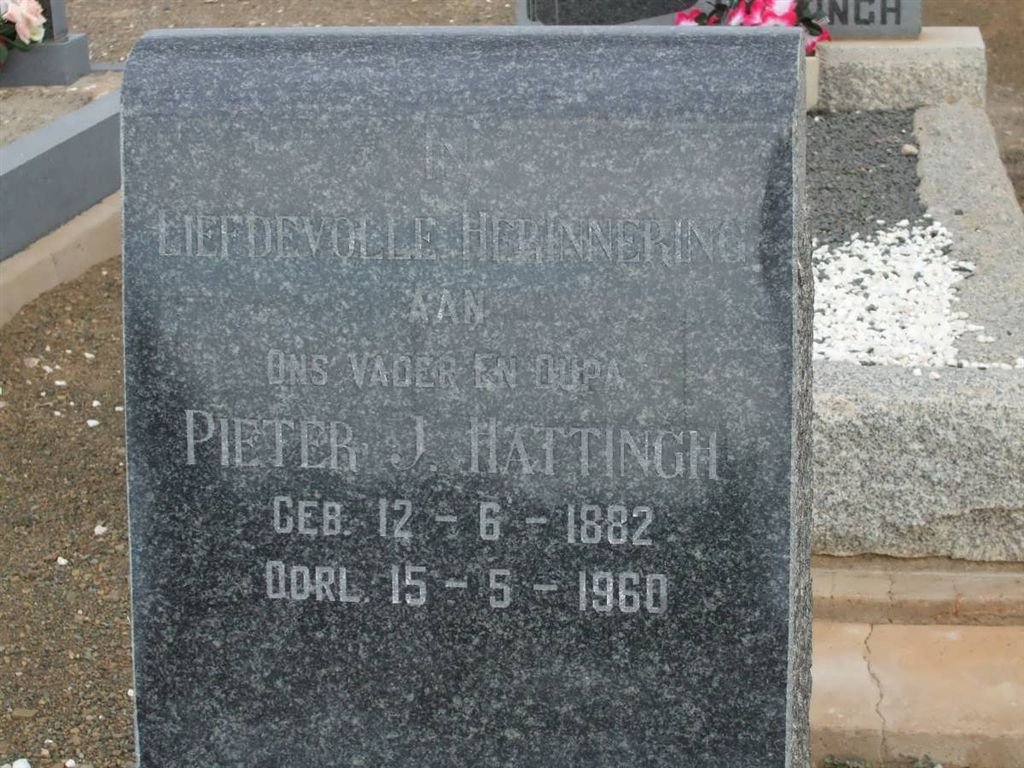 IN
LIEFDEVOLLE HERINNERING
AAN
ONS VADER EN OUPA
PIETER J. HATTINGH
GEB. 12 - 6 - 1882
OORL. 15 - 5 - 1960